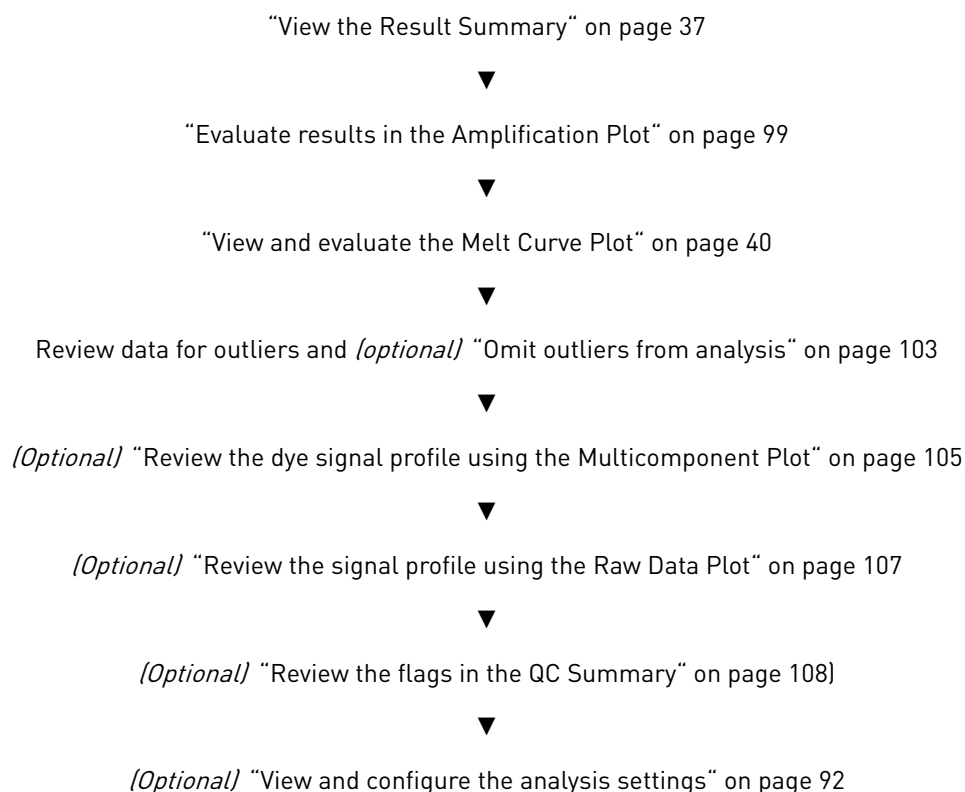 “View the Result Summary“ on page 37
▼
“Evaluate results in the Amplification Plot“ on page 99
▼
“View and evaluate the Melt Curve Plot“ on page 40
▼
Review data for outliers and (optional) “Omit outliers from analysis“ on page 103
▼
(Optional) “Review the dye signal profile using the Multicomponent Plot“ on page 105
▼
(Optional) “Review the signal profile using the Raw Data Plot“ on page 107
▼
(Optional) “Review the flags in the QC Summary“ on page 108)
▼
(Optional) “View and configure the analysis settings“ on page 92